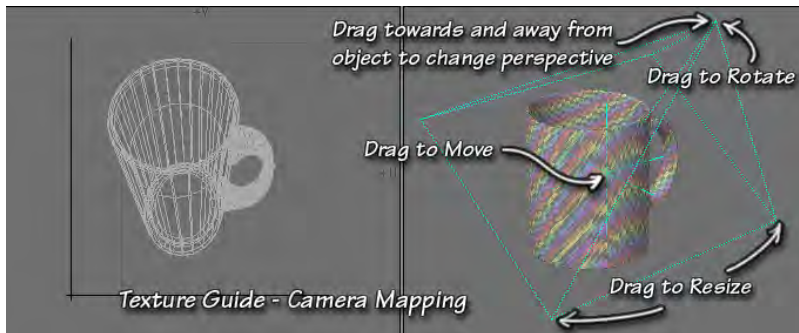 +V
Drag towards and away from
object to change perspective
Drag to Rotate
Drag to Move
+U
Drag to Resize
Texture Guide - Camera Mapping